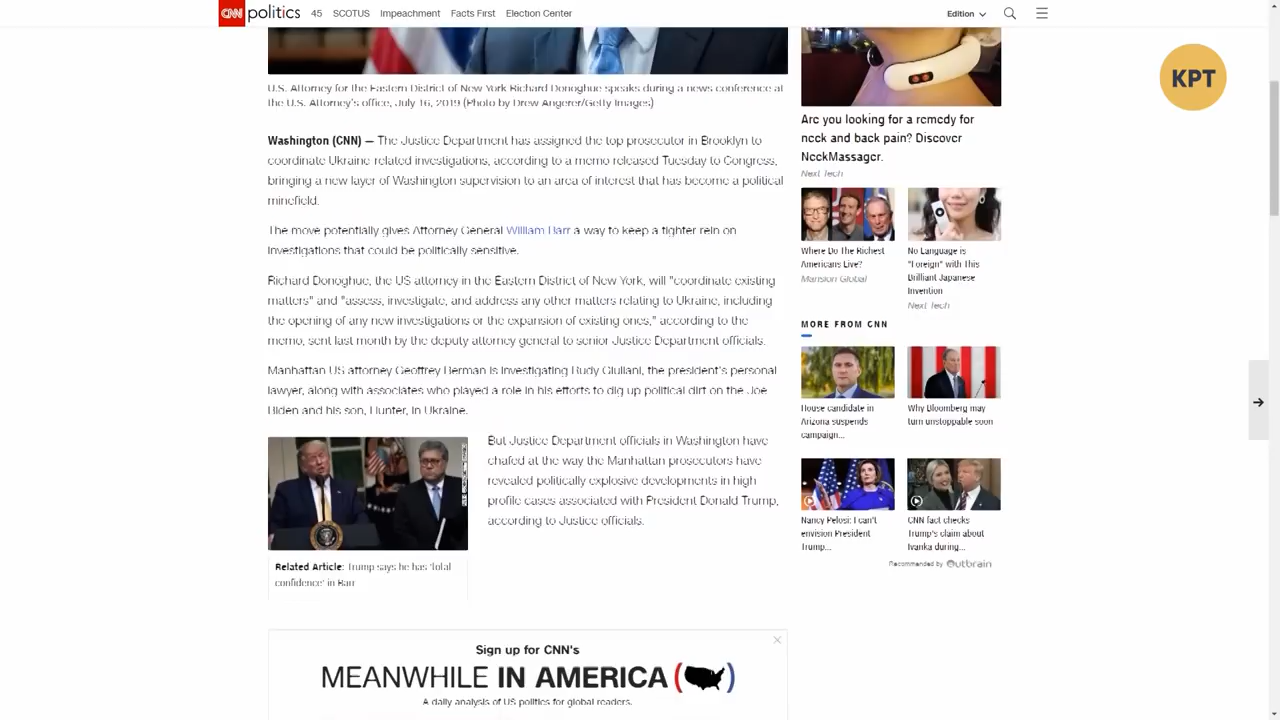 CNN politics 45 SCOTUS Impeachment Facts First Election Center Edition
KPT
U.S. Attorney for the Eastern District of New York Richard Donoghue speaks during a news conference at
the U.S. Attorney's office, July 16, 2019 (Photo by Drew Angerer/Getty Images)
Washington (CNN) — The Justice Department has assigned the top prosecutor in Brooklyn to
coordinate Ukraine-related investigations, according to a memo released Tuesday to Congress,
bringing a new layer of Washington supervision to an area of interest that has become a political
minefield.
The move potentially gives Attorney General William Barr a way to keep a tighter rein on
investigations that could be politically sensitive.
Richard Donoghue, the US attorney in the Eastern District of New York, will "coordinate existing
matters" and "assess, investigate, and address any other matters relating to Ukraine, including
the opening of any new investigations or the expansion of existing ones," according to the
memo, sent last month by the deputy attorney general to senior Justice Department officials.
Manhattan US attorney Geoffrey Berman is investigating Rudy Giuliani, the president's personal
lawyer, along with associates who played a role in his efforts to dig up political dirt on the Joe
Biden and his son, Hunter, in Ukraine.
But Justice Department officials in Washington have
chafed at the way the Manhattan prosecutors have
revealed politically explosive developments in high
profile cases associated with President Donald Trump,
according to Justice officials.
Related Article: Trump says he has 'total
confidence' in Barr
Sign up for CNN's
MEANWHILE IN AMERICA
A daily analysis of US politics for global readers.
Are you looking for a remedy for
neck and back pain? Discover
NeckMassager.
Next Tech
Where Do The Richest
Americans Live?
Mansion Global
No Language is
"Foreign" with This
Brilliant Japanese
Invention
Next Tech
MORE FROM CNN
House candidate in
Arizona suspends
campaign...
Why Bloomberg may
turn unstoppable soon
Nancy Pelosi: I can't
envision President
Trump...
CNN fact checks
Trump's claim about
Ivanka during...
Recommended by Outbrain